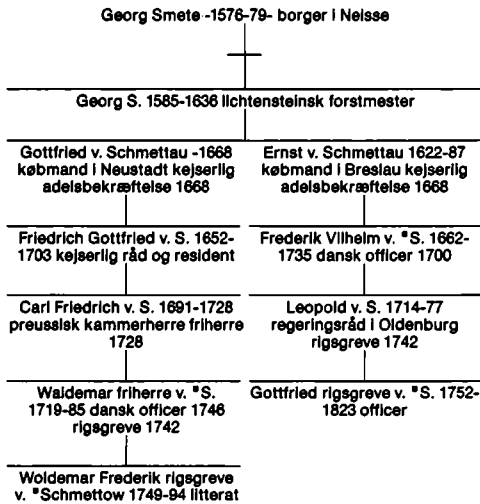 Georg Smete -1576-79- borger i Neisse
Georg S. 1585-1636 lichtensteinsk forstmester
Gottfried v. Schmettau -1668
købmand i Neustadt kejserlig
adelsbekræftelse 1668
Ernst v. Schmettau 1622-87
købmand i Breslau kejserlig
adelsbekræftelse 1668
Friedrich Gottfried v. S. 1652-
1703 kejserlig råd og resident
Frederik Vilhelm v. *S. 1662-
1735 dansk officer 1700
Carl Friedrich v. S. 1691-1728
preussisk kammerherre friherre
1728
Leopold v. S. 1714-77
regeringsråd i Oldenburg
rigsgreve 1742
Waldemar friherre v. *S.
1719-85 dansk officer 1746
rigsgreve 1742
Gottfried rigsgreve v. *S. 1752-
1823 officer
Woldemar Frederik rigsgreve
v. *Schmettow 1749-94 litterat